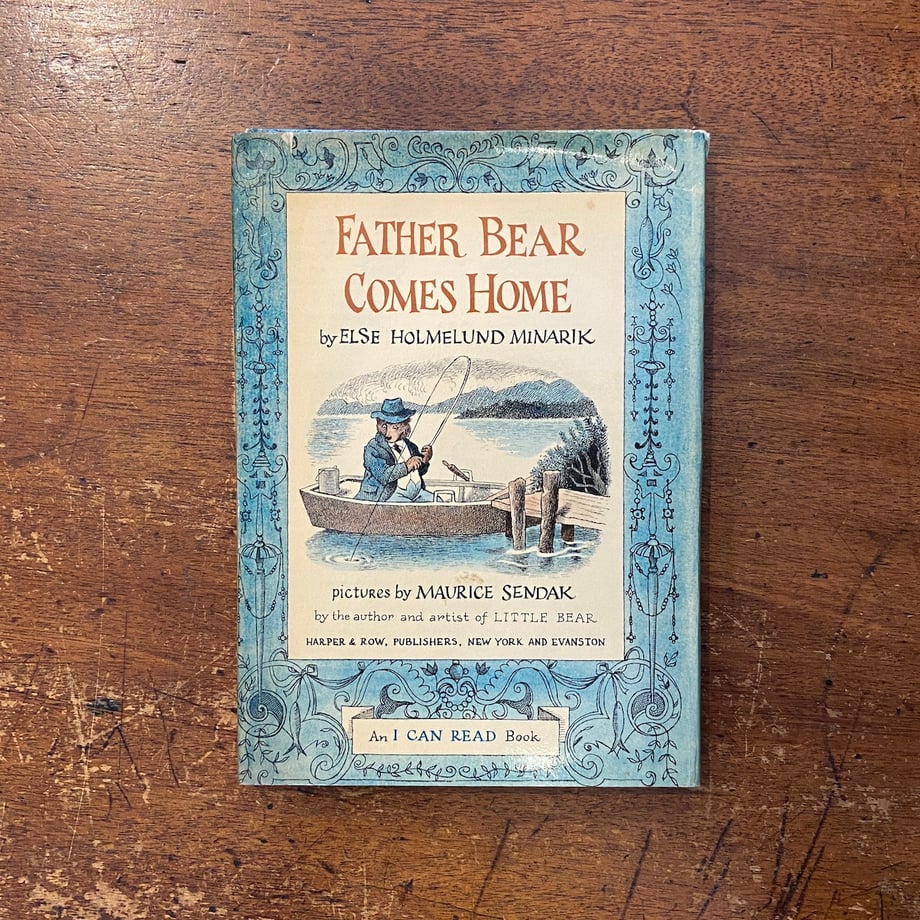 FATHER BEAR
COMES HOME
by ELSE HOLMELUND MINARIK
pictures by MAURICE SENDAK
by the author and artist of LITTLE BEAR
HARPER & ROW, PUBLISHERS, NEW YORK AND EVANSTON
An I CAN READ Book